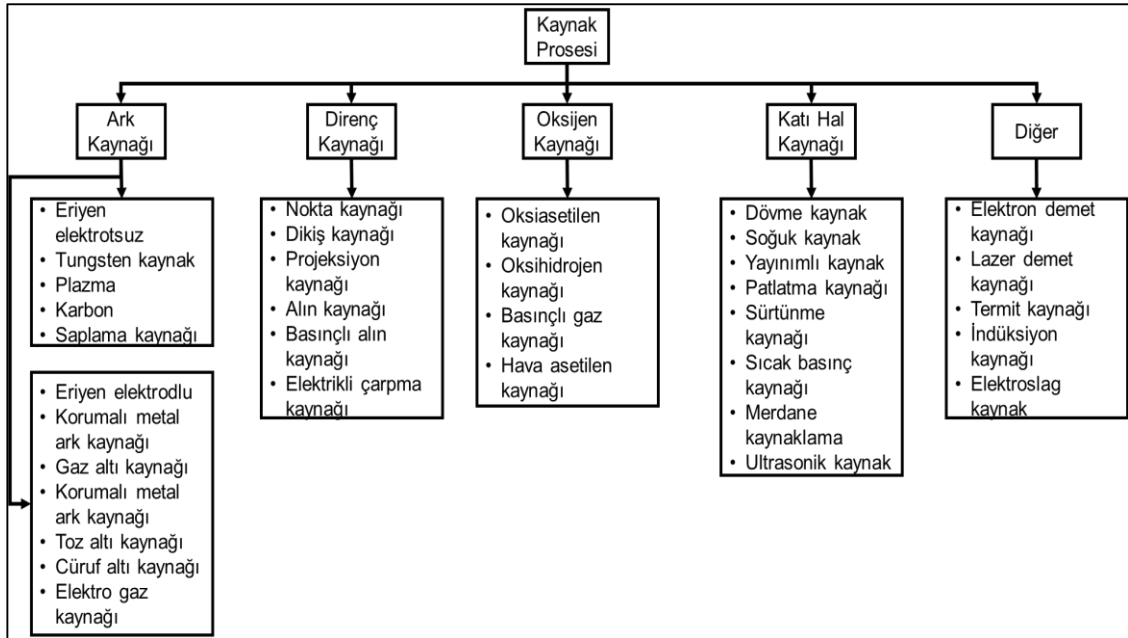 Kaynak
Prosesi
Ark
Kaynağı
Direnç
Kaynağı
Oksijen
Kaynağı
Katı Hal
Kaynağı
Diğer
• Eriyen
elektrotsuz
• Tungsten kaynak
• Plazma
• Karbon
• Saplama kaynağı
• Eriyen elektrodlu
• Korumalı metal
ark kaynağı
• Gaz altı kaynağı
• Korumalı metal
ark kaynağı
• Toz altı kaynağı
• Cüruf altı kaynağı
• Elektro gaz
kaynağı
• Nokta kaynağı
• Dikiş kaynağı
• Projeksiyon
kaynağı
• Alın kaynağı
• Basınçlı alın
kaynağı
• Elektrikli çarpma
kaynağı
• Oksiasetilen
kaynağı
• Oksihidrojen
kaynağı
• Basınçlı gaz
kaynağı
• Hava asetilen
kaynağı
• Dövme kaynak
• Soğuk kaynak
• Yayınımlı kaynak
• Patlatma kaynağı
• Sürtünme
kaynağı
• Sıcak basınç
kaynağı
• Merdane
kaynaklama
• Ultrasonik kaynak
• Elektron demet
kaynağı
• Lazer demet
kaynağı
• Termit kaynağı
• İndüksiyon
kaynağı
• Elektroslag
kaynak